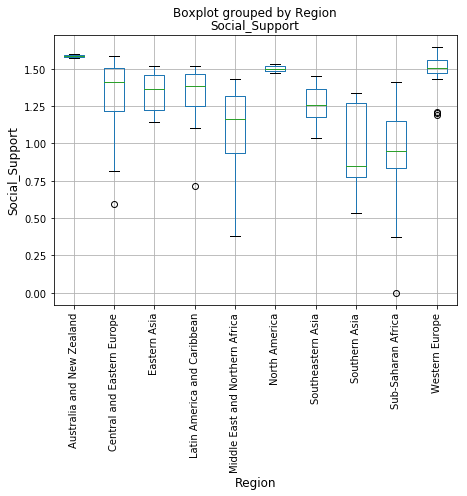 Boxplot grouped by Region
Social_Support
Social_Support
1.50
1.25
1.00
0.75
0.50
0.25
0.00
Australia and New Zealand
Central and Eastern Europe
Eastern Asia
Latin America and Caribbean
Middle East and Northern Africa
North America
Southeastern Asia
Southern Asia
Sub-Saharan Africa
Western Europe
Region